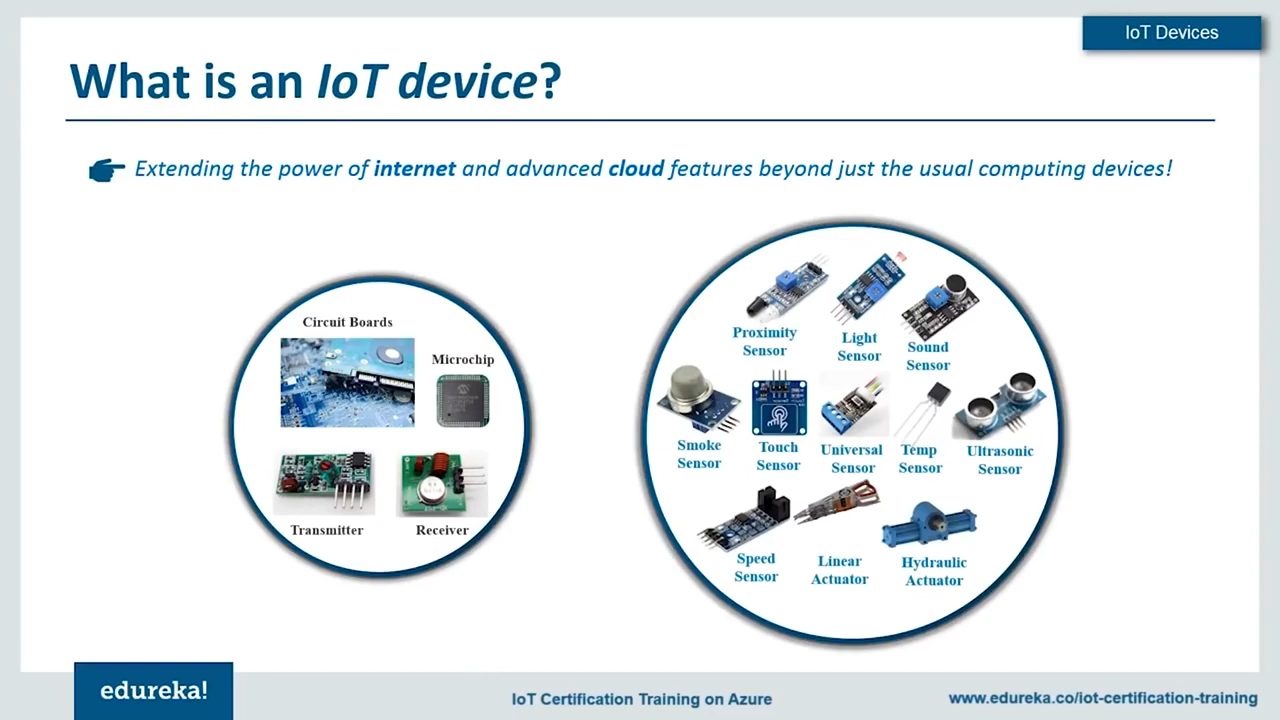 IoT Devices
What is an IoT device?
Extending the power of internet and advanced cloud features beyond just the usual computing devices!
Circuit Boards
Microchip
Transmitter
Receiver
Proximity
Sensor
Light
Sensor
Sound
Sensor
Smoke
Sensor
Touch
Sensor
Universal
Sensor
Temp
Sensor
Ultrasonic
Sensor
Speed
Sensor
Linear
Actuator
Hydraulic
Actuator
edureka!
IoT Certification Training on Azure
www.edureka.co/iot-certification-training